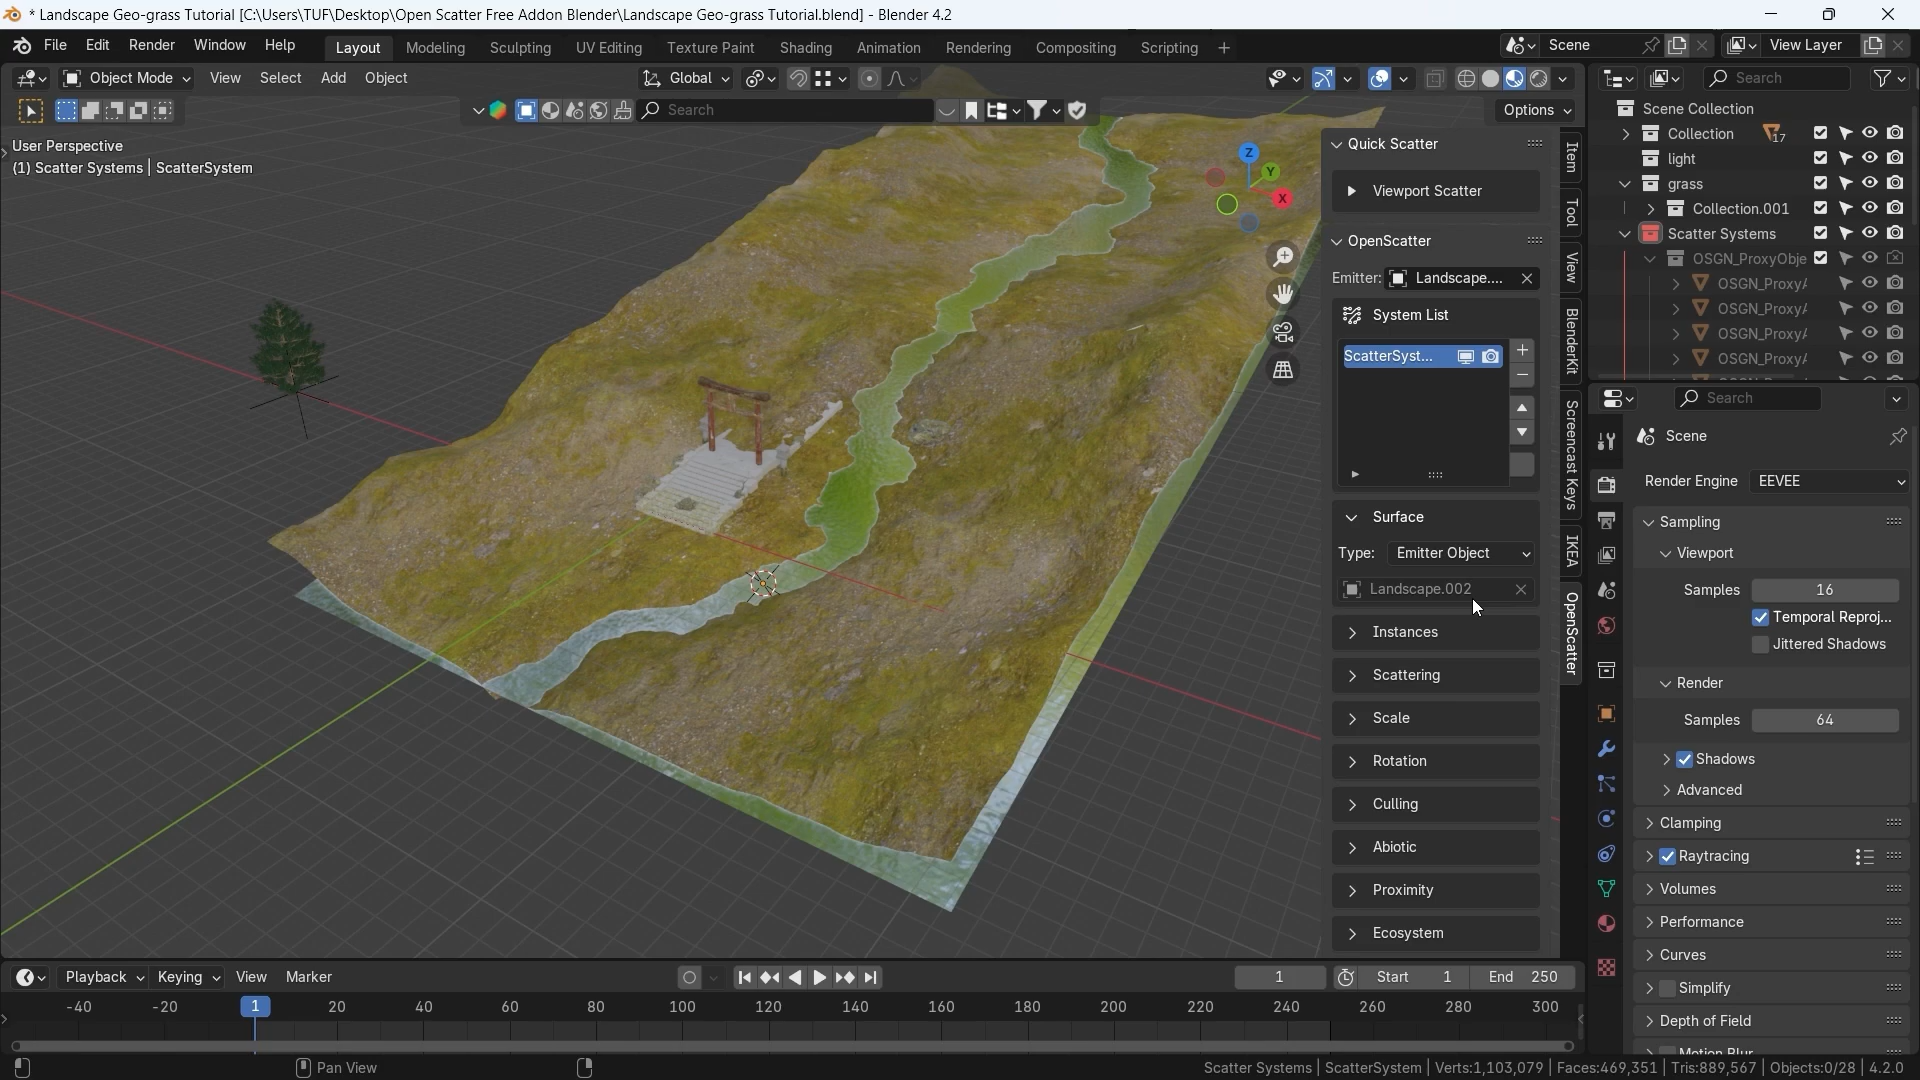 * Landscape Geo-grass Tutorial [C:\Users\TUF\Desktop\Open Scatter Free Addon Blender\Landscape Geo-grass Tutorial.blend] - Blender 4.2
File Edit Render Window Help Layout Modeling Sculpting UV Editing Texture Paint Shading Animation Rendering Compositing Scripting + Scene View Layer
Object Mode View Select Add Object Global Search
Search Options
User Perspective
(1) Scatter Systems | ScatterSystem
Z
Y
X
Quick Scatter
Viewport Scatter
OpenScatter
Emitter: Landscape....
System List
ScatterSyst...
Surface
Type: Emitter Object
Landscape.002
Instances
Scattering
Scale
Rotation
Culling
Abiotic
Proximity
Ecosystem
Item
Tool
View
BlenderKit
Screencast Keys
IKEA
OpenScatter
Scene Collection
Collection 17
light
grass
Collection.001
Scatter Systems
OSGN_ProxyObje
OSGN_ProxyA
OSGN_ProxyA
OSGN_ProxyA
OSGN_ProxyA
Search
Scene
Render Engine EEVEE
Sampling
Viewport
Samples 16
Temporal Reproj...
Jittered Shadows
Render
Samples 64
Shadows
Advanced
Clamping
Raytracing
Volumes
Performance
Curves
Simplify
Depth of Field
Motion Blur
Playback Keying View Marker 1 Start 1 End 250
-40 -20 1 20 40 60 80 100 120 140 160 180 200 220 240 260 280 300
Pan View Scatter Systems | ScatterSystem | Verts:1,103,079 | Faces:469,351 | Tris:889,567 | Objects:0/28 | 4.2.0